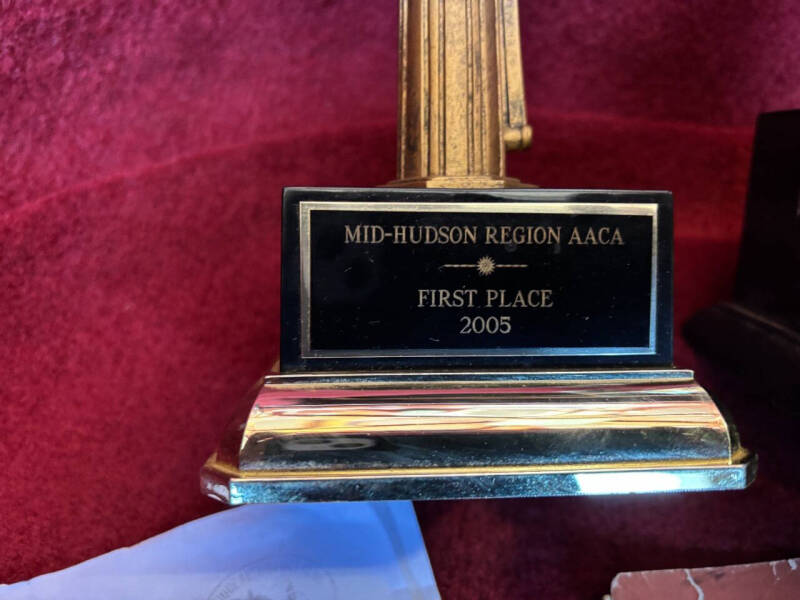 MID-HUDSON REGION AACA
FIRST PLACE
2005